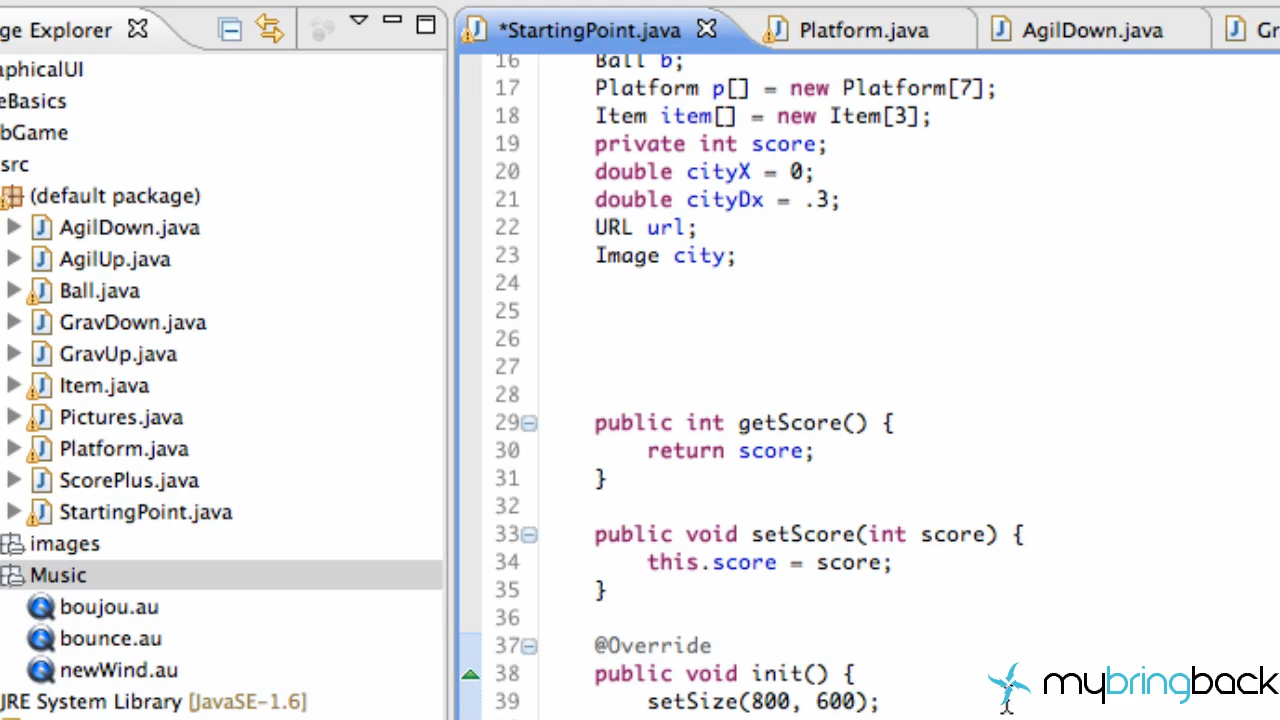 ge Explorer
aphicalUI
eBasics
bGame
src
(default package)
AgilDown.java
AgilUp.java
Ball.java
GravDown.java
GravUp.java
Item.java
Pictures.java
Platform.java
ScorePlus.java
StartingPoint.java
images
Music
boujou.au
bounce.au
newWind.au
JRE System Library [JavaSE-1.6]
*StartingPoint.java Platform.java AgilDown.java Gr
16 Ball b;
17 Platform p[] = new Platform[7];
18 Item item[] = new Item[3];
19 private int score;
20 double cityX = 0;
21 double cityDx = .3;
22 URL url;
23 Image city;
24
25
26
27
28
29 public int getScore() {
30 return score;
31 }
32
33 public void setScore(int score) {
34 this.score = score;
35 }
36
37 @Override
38 public void init() {
39 setSize(800, 600);
mybringback